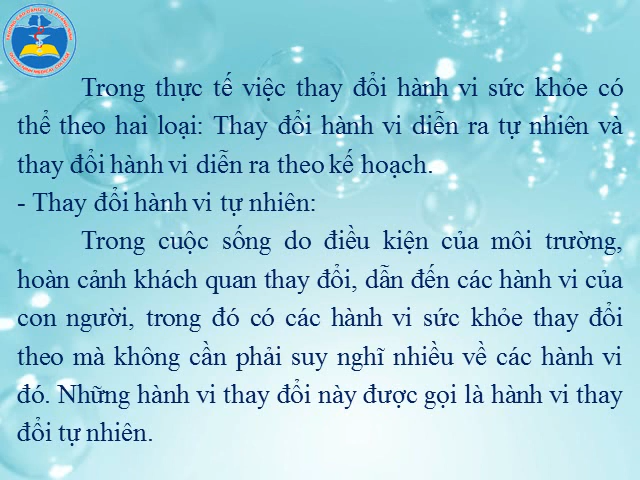 Trong thực tế việc thay đổi hành vi sức khỏe có
thể theo hai loại: Thay đổi hành vi diễn ra tự nhiên và
thay đổi hành vi diễn ra theo kế hoạch.
- Thay đổi hành vi tự nhiên:
Trong cuộc sống do điều kiện của môi trường,
hoàn cảnh khách quan thay đổi, dẫn đến các hành vi của
con người, trong đó có các hành vi sức khỏe thay đổi
theo mà không cần phải suy nghĩ nhiều về các hành vi
đó. Những hành vi thay đổi này được gọi là hành vi thay
đổi tự nhiên.